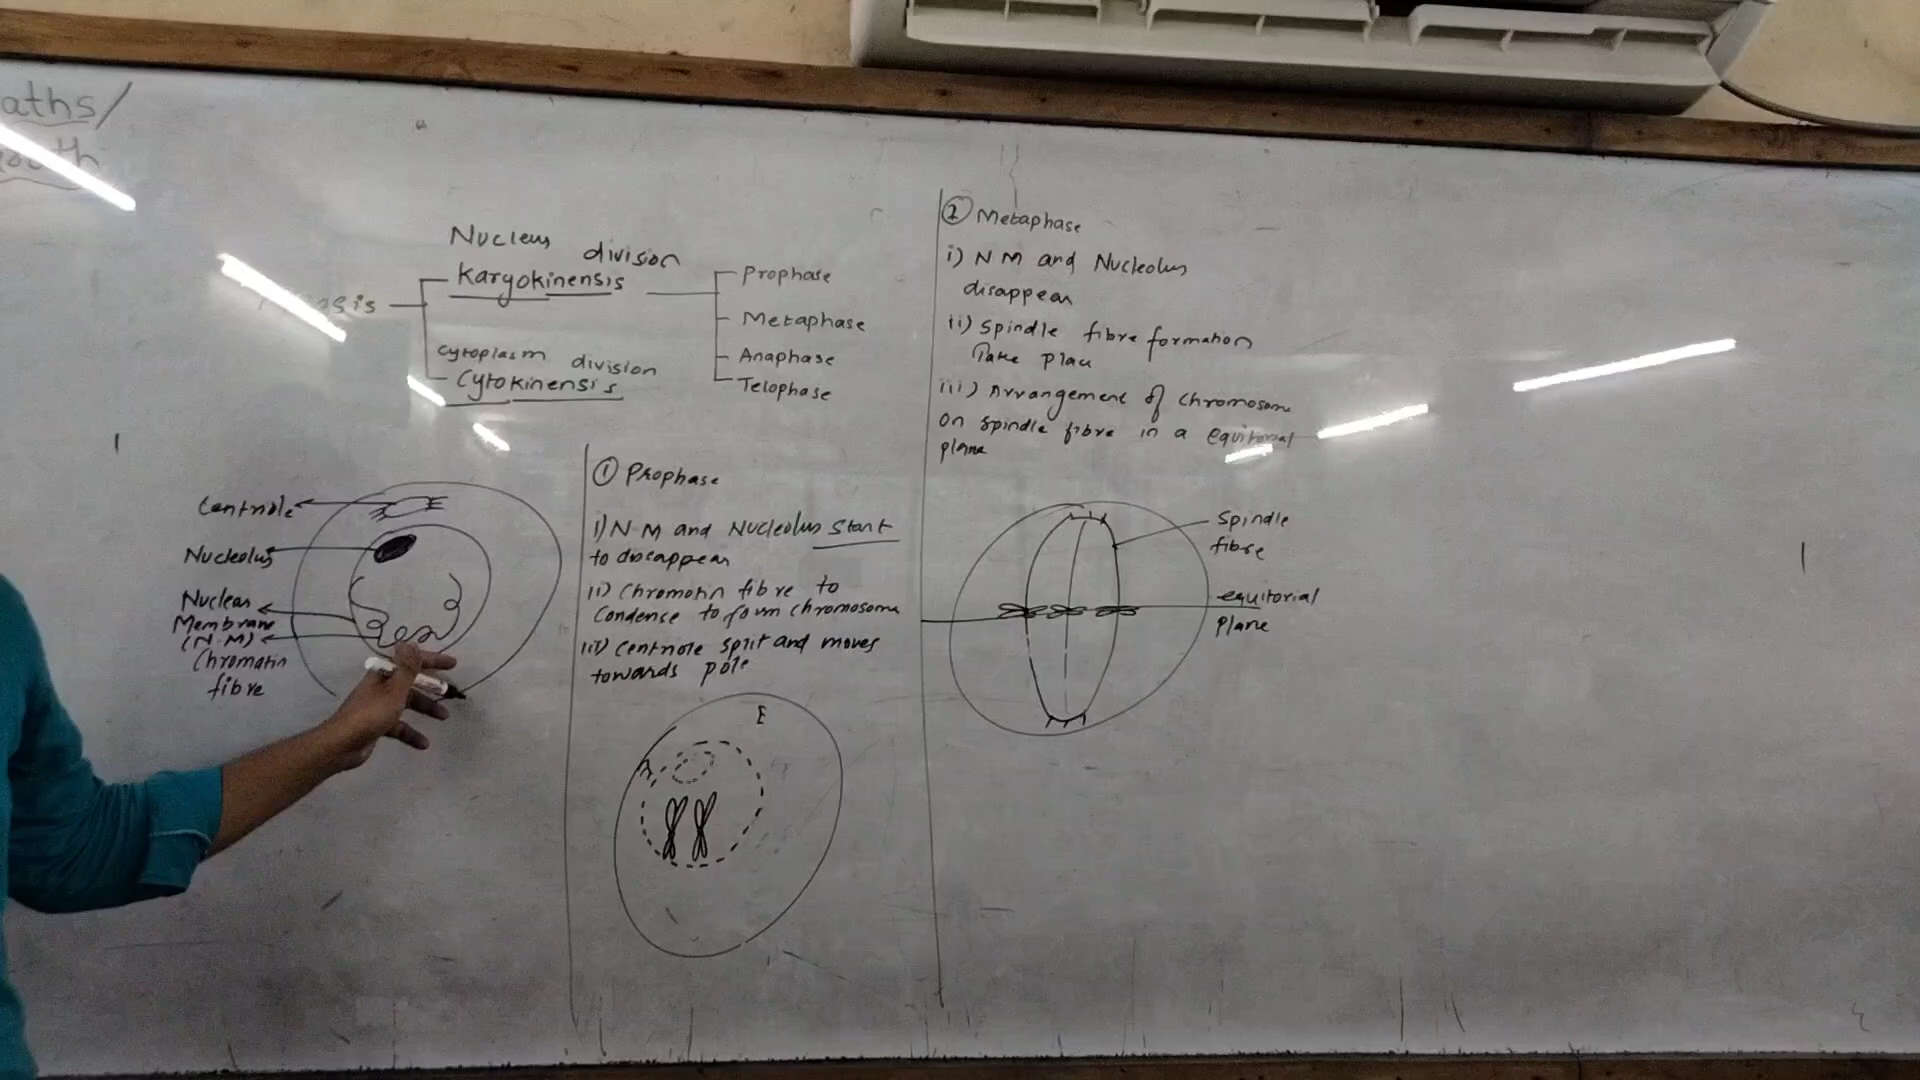 aths/
Nucleus division
Karyokinensis
Prophase
Metaphase
Anaphase
Telophase
Cytoplasm division
Cytokinensis
Centriole
Nucleolus
Nuclear
Membrane
(N.M)
Chromatin
fibre
① Prophase
i) N.M and Nucleolus start
to disappear
ii) Chromatin fibre to
Condence to form chromosome
iii) Centriole split and moves
towards pole
② Metaphase
i) N M and Nucleolus
disappear
ii) Spindle fibre formation
Take place
iii) Arrangement of chromosome
on spindle fibre in a equitorial
plane
Spindle
fibre
equitorial
plane